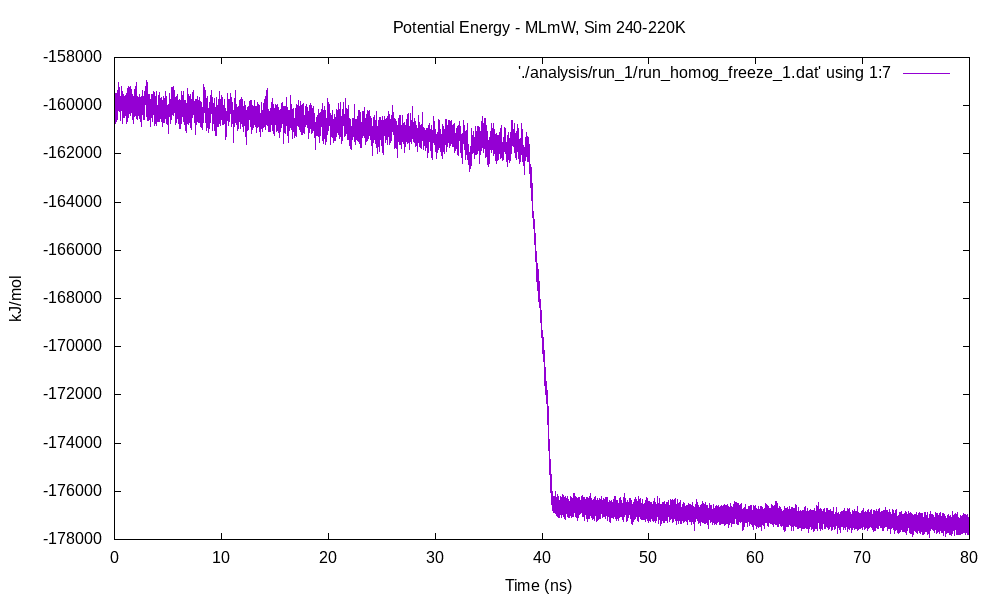 Potential Energy - MLmW, Sim 240-220K
'./analysis/run_1/run_homog_freeze_1.dat' using 1:7
-158000
-160000
-162000
-164000
-166000
-168000
-170000
-172000
-174000
-176000
-178000
kJ/mol
0 10 20 30 40 50 60 70 80
Time (ns)